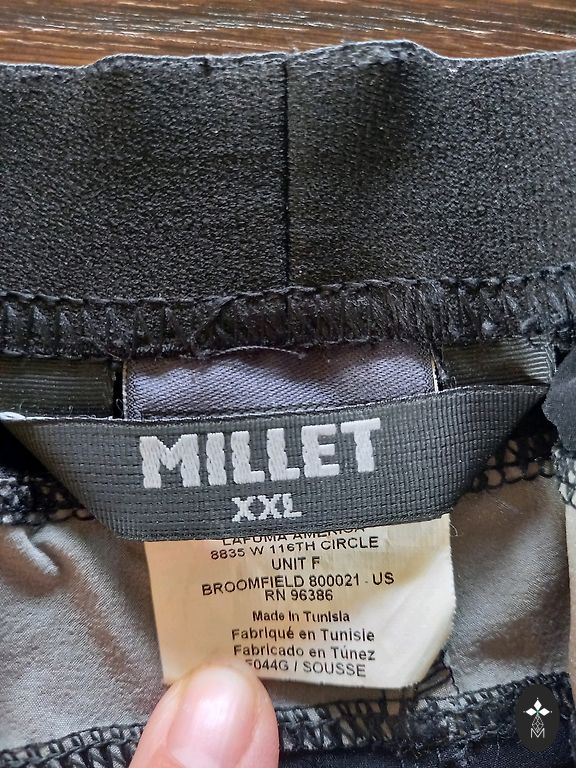 MILLET
XXL
LAFUMA AMERICA
8835 W 116TH CIRCLE
UNIT F
BROOMFIELD 800021 - US
RN 96386
Made In Tunisia
Fabriqué en Tunisie
Fabricado en Túnez
F044G / SOUSSE
M